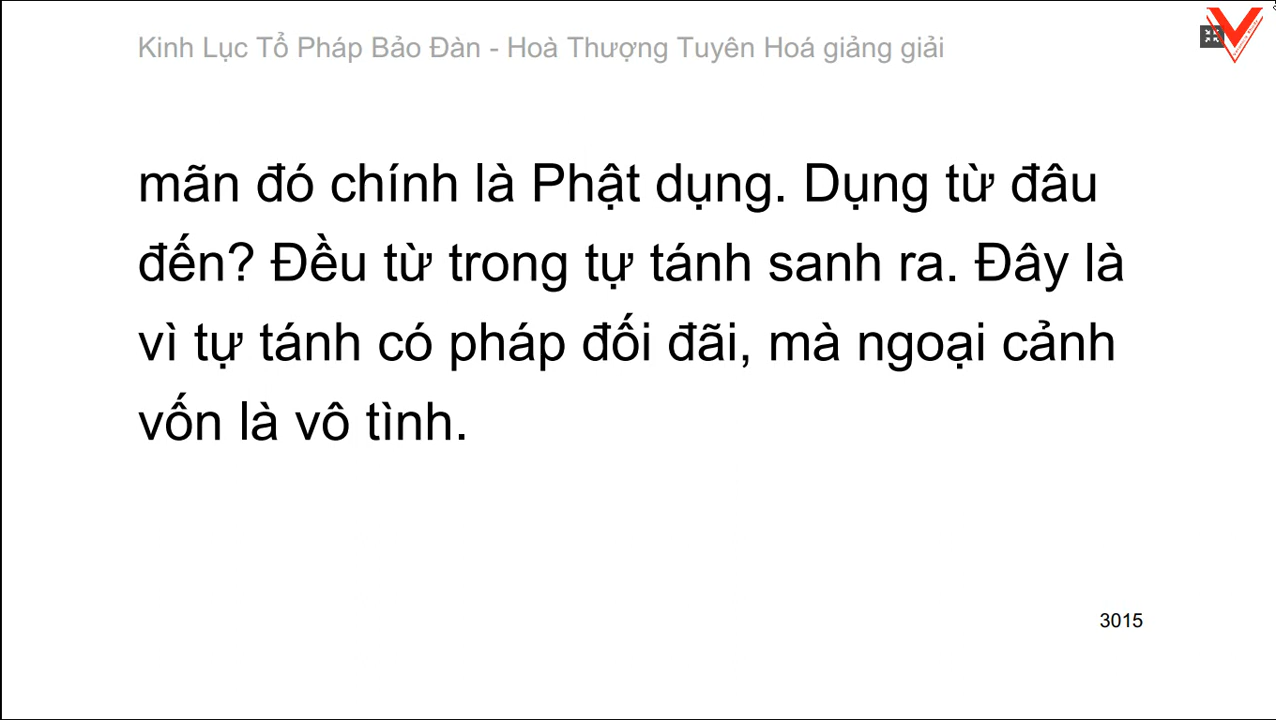 Kinh Lục Tổ Pháp Bảo Đàn - Hoà Thượng Tuyên Hoá giảng giải
mãn đó chính là Phật dụng. Dụng từ đâu
đến? Đều từ trong tự tánh sanh ra. Đây là
vì tự tánh có pháp đối đãi, mà ngoại cảnh
vốn là vô tình.
3015